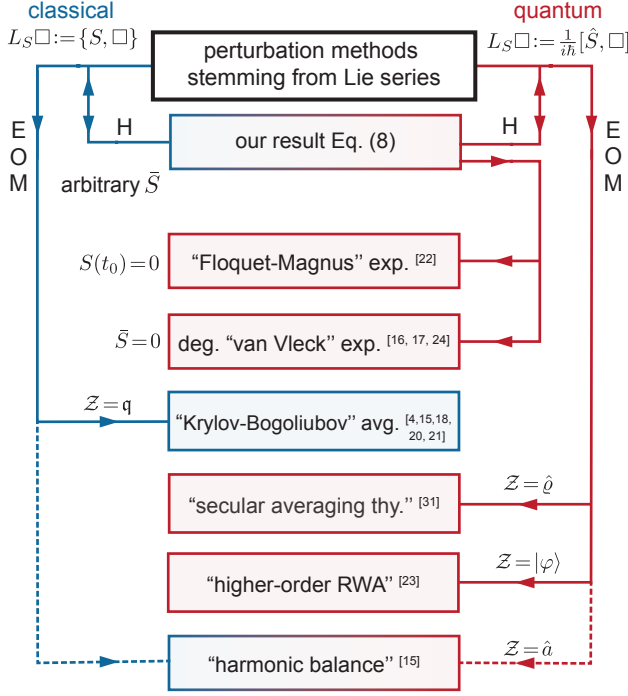 classical
quantum
L_S□:={S,□}
L_S□:=\frac{1}{iħ}[Ŝ,□]
perturbation methods
stemming from Lie series
E
O
M
H
our result Eq. (8)
H
E
O
M
arbitrary S̄
S(t₀)=0
“Floquet-Magnus” exp. [22]
S̄=0
deg. “van Vleck” exp. [16, 17, 24]
𝒵=𝔮
“Krylov-Bogoliubov” avg. [4,15,18,
20, 21]
“secular averaging thy.” [31]
𝒵=ϱ̂
“higher-order RWA” [23]
𝒵=|φ⟩
“harmonic balance” [15]
𝒵=â